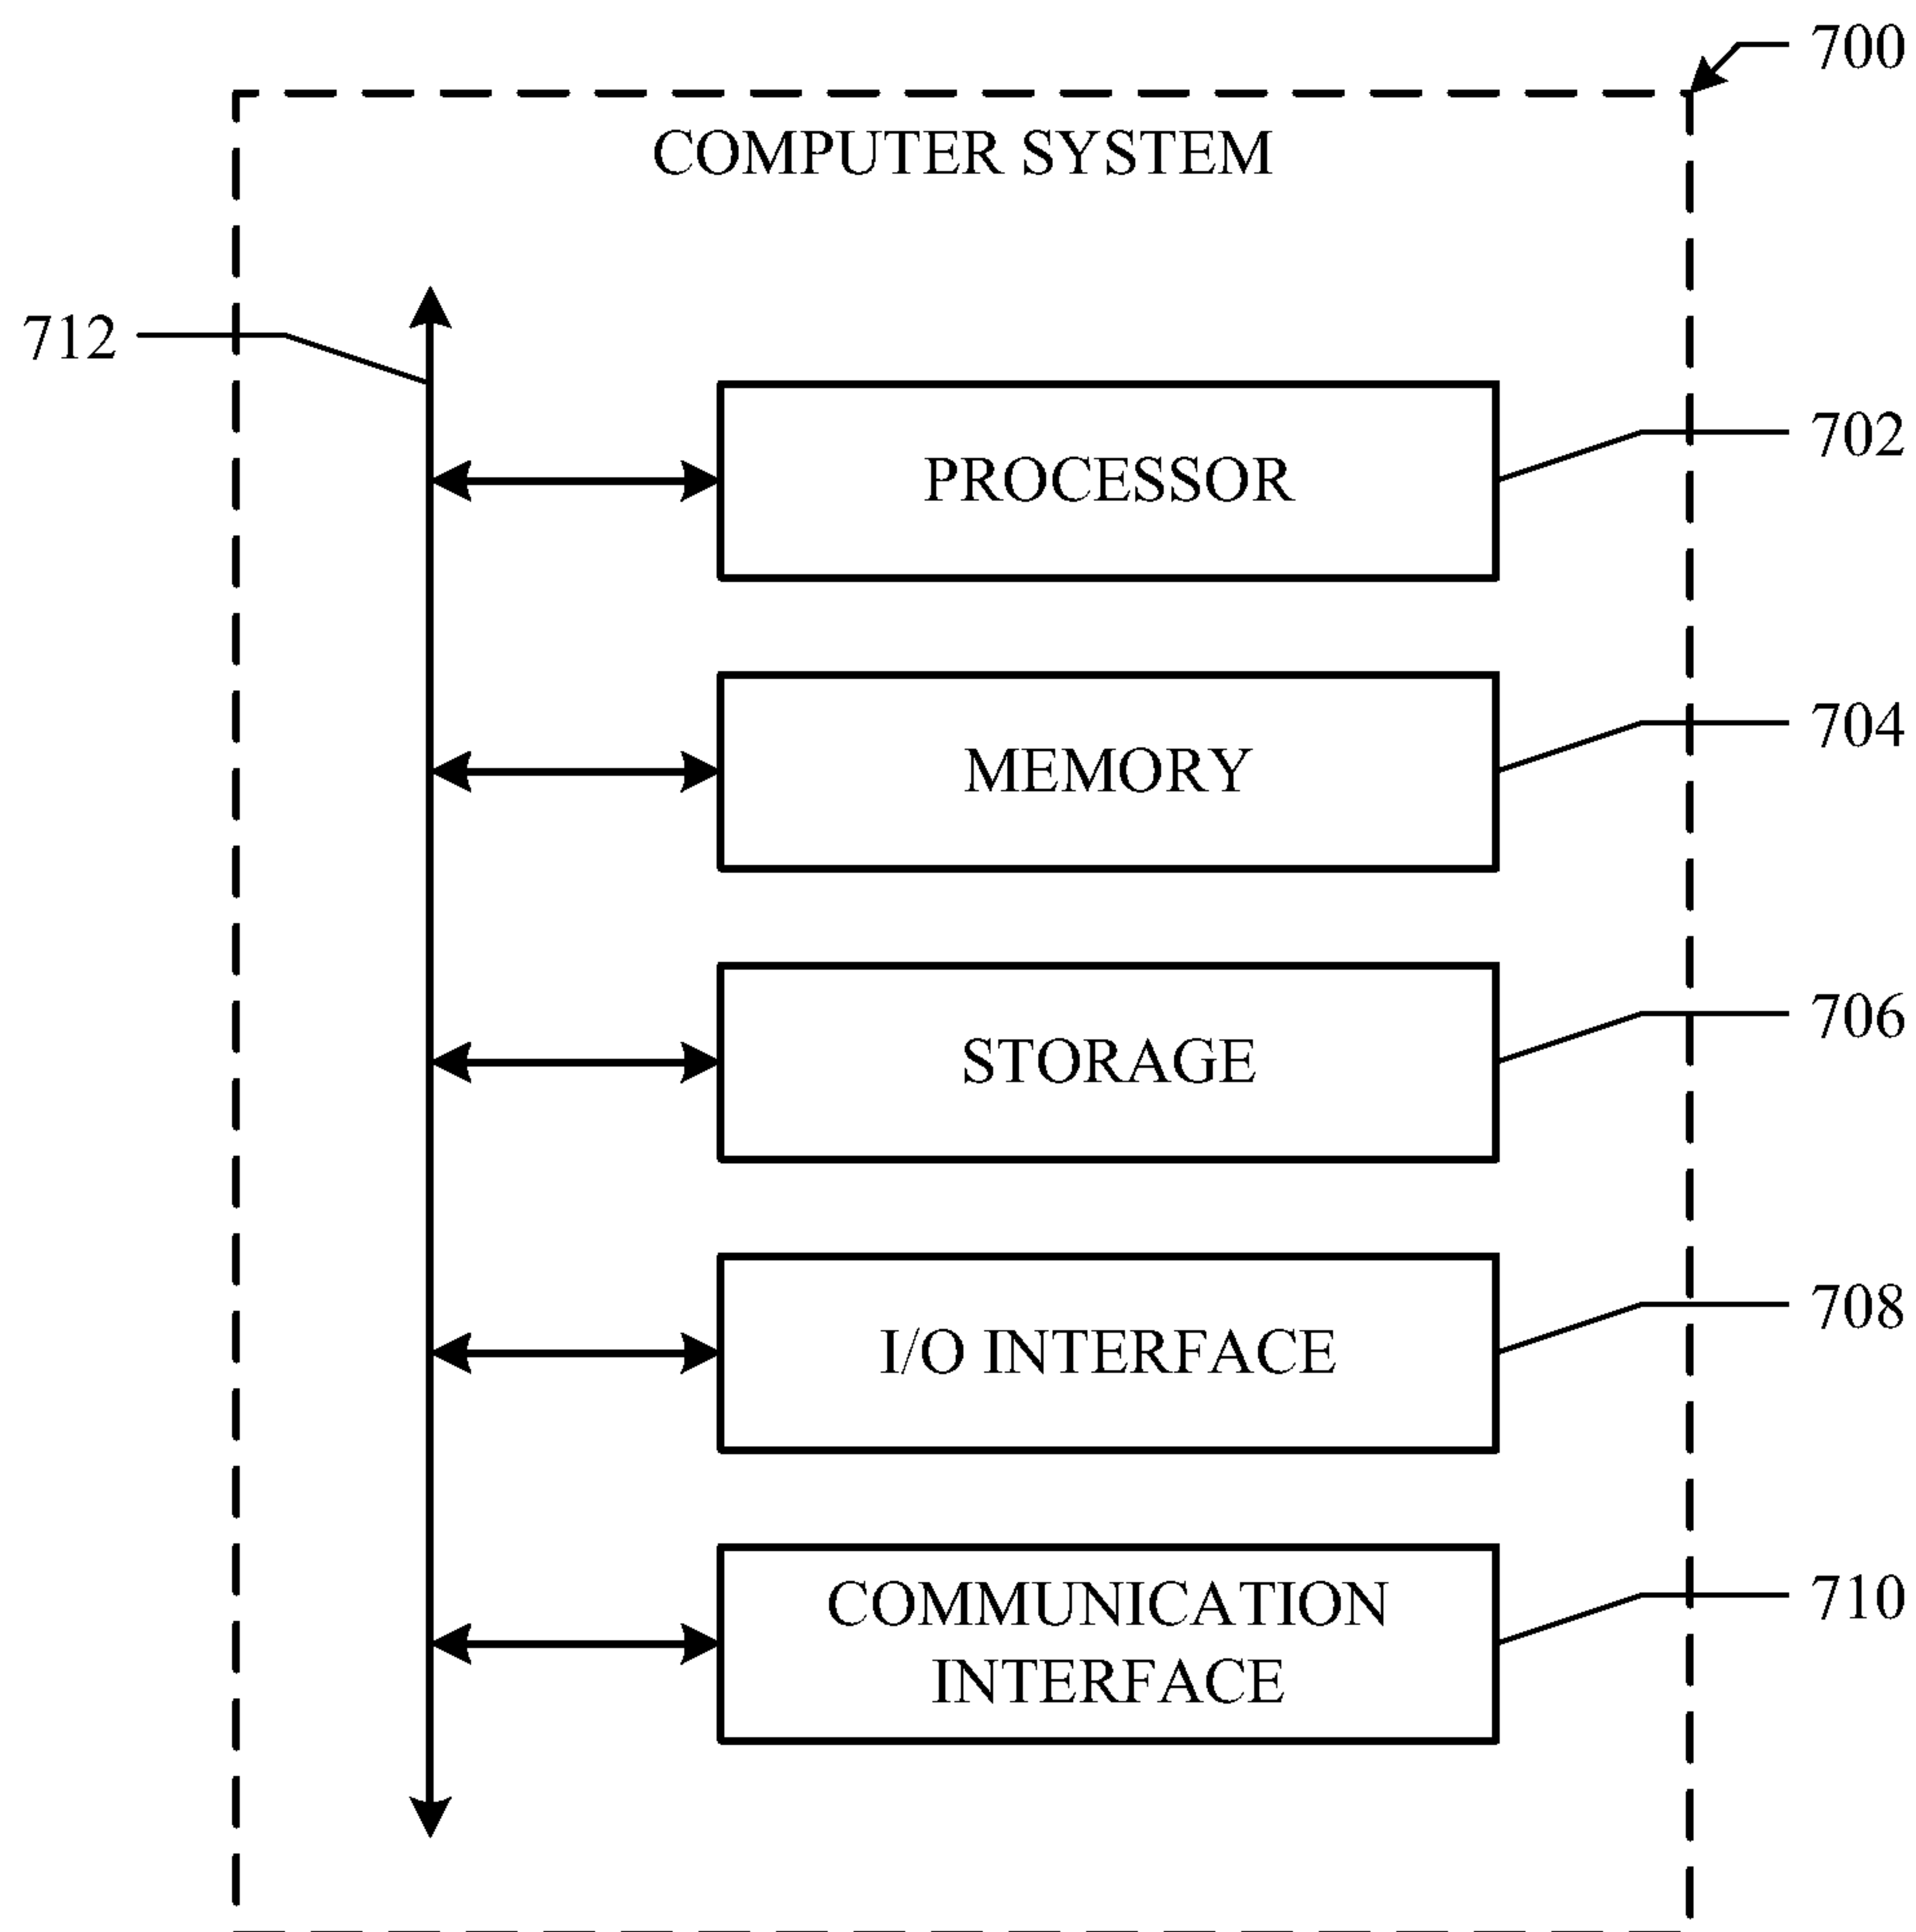 700
COMPUTER SYSTEM
712
702
PROCESSOR
704
MEMORY
706
STORAGE
708
I/O INTERFACE
710
COMMUNICATION
INTERFACE